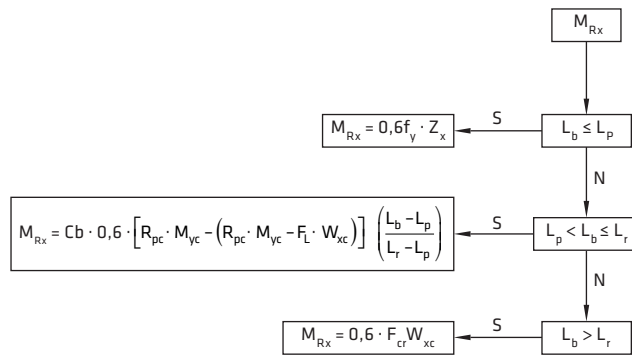 M_Rx
S
M_Rx = 0,6f_y · Z_x
L_b ≤ L_P
N
S
M_Rx = Cb · 0,6 · [R_pc · M_yc – (R_pc · M_yc – F_L · W_xc)] ((L_b – L_p)/(L_r – L_p))
L_p < L_b ≤ L_r
N
S
M_Rx = 0,6 · F_cr W_xc
L_b > L_r